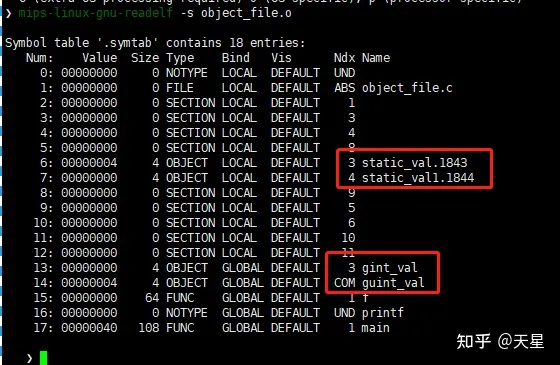 ❯ mips-linux-gnu-readelf -s object_file.o
Symbol table '.symtab' contains 18 entries:
Num: Value Size Type Bind Vis Ndx Name
0: 00000000 0 NOTYPE LOCAL DEFAULT UND
1: 00000000 0 FILE LOCAL DEFAULT ABS object_file.c
2: 00000000 0 SECTION LOCAL DEFAULT 1
3: 00000000 0 SECTION LOCAL DEFAULT 3
4: 00000000 0 SECTION LOCAL DEFAULT 4
5: 00000000 0 SECTION LOCAL DEFAULT 8
6: 00000004 4 OBJECT LOCAL DEFAULT 3 static_val.1843
7: 00000000 4 OBJECT LOCAL DEFAULT 4 static_val1.1844
8: 00000000 0 SECTION LOCAL DEFAULT 9
9: 00000000 0 SECTION LOCAL DEFAULT 5
10: 00000000 0 SECTION LOCAL DEFAULT 6
11: 00000000 0 SECTION LOCAL DEFAULT 10
12: 00000000 0 SECTION LOCAL DEFAULT 11
13: 00000000 4 OBJECT GLOBAL DEFAULT 3 gint_val
14: 00000004 4 OBJECT GLOBAL DEFAULT COM guint_val
15: 00000000 64 FUNC GLOBAL DEFAULT 1 f
16: 00000000 0 NOTYPE GLOBAL DEFAULT UND printf
17: 00000040 108 FUNC GLOBAL DEFAULT 1 main
❯
知乎 @天星